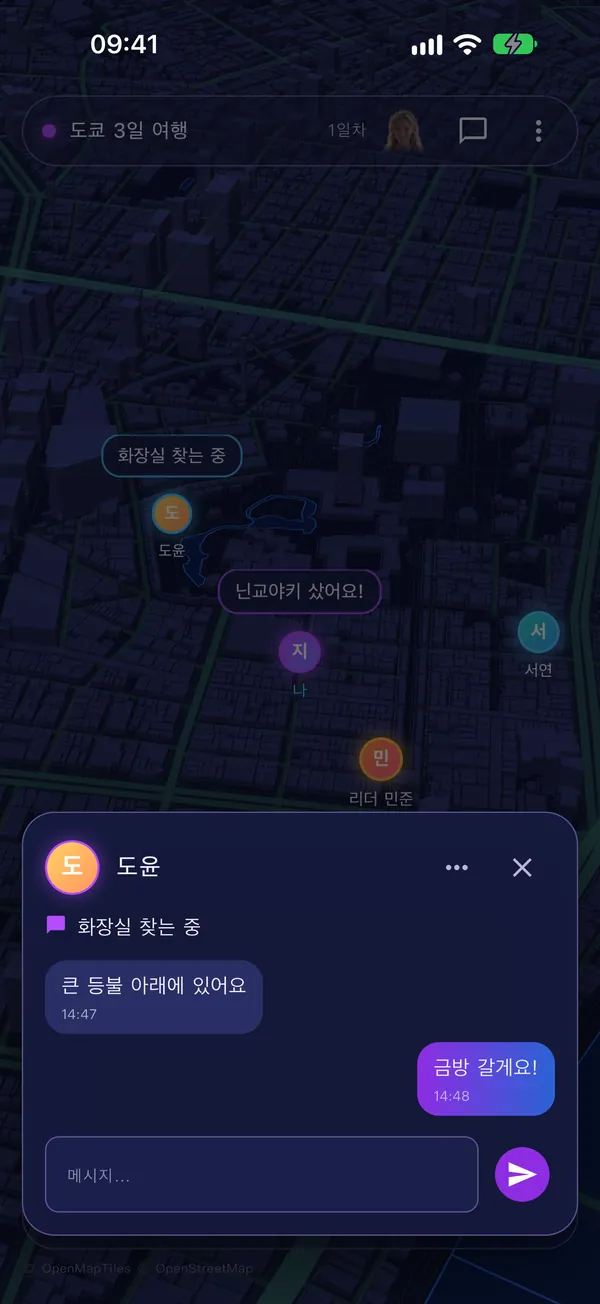 09:41
도쿄 3일 여행
1일차
화장실 찾는 중
도
도윤
닌교야키 샀어요!
지
나
서
서연
민
리더 민준
도 도윤
화장실 찾는 중
큰 등불 아래에 있어요
14:47
금방 갈게요!
14:48
메시지...
© OpenMapTiles © OpenStreetMap